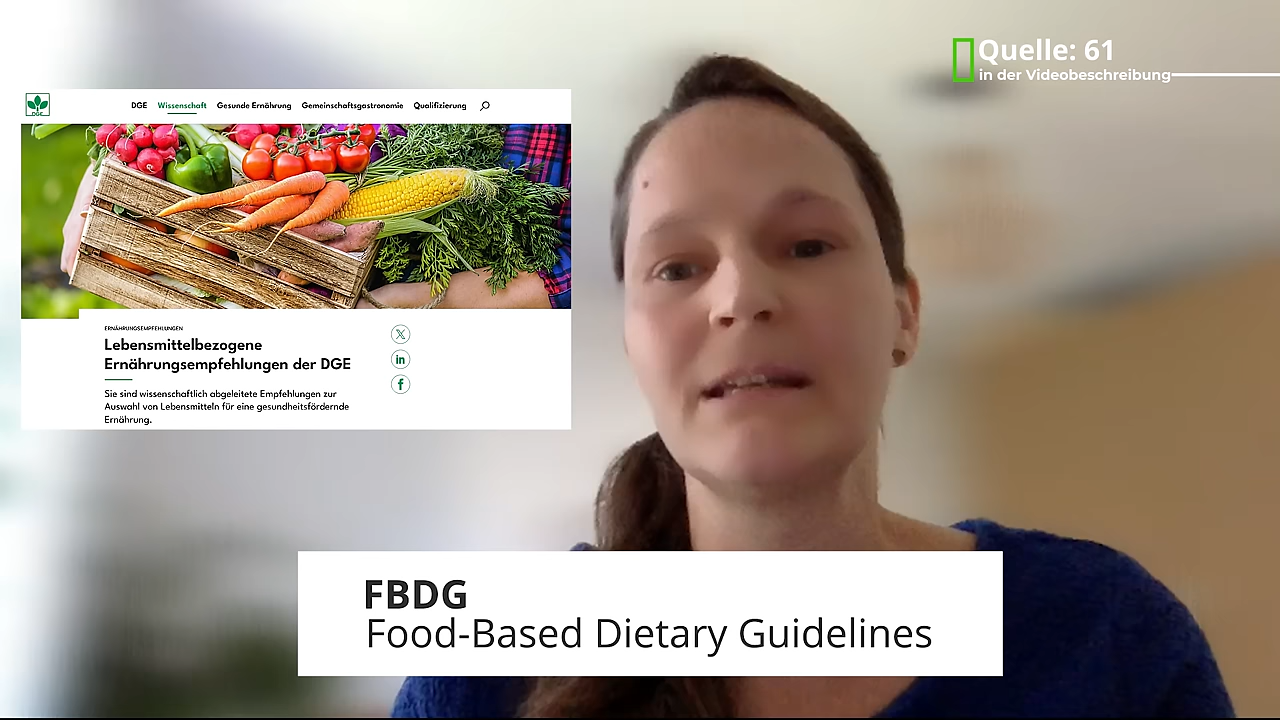 Quelle: 61
in der Videobeschreibung
DGE
DGE Wissenschaft Gesunde Ernährung Gemeinschaftsgastronomie Qualifizierung
ERNÄHRUNGSEMPFEHLUNGEN
Lebensmittelbezogene
Ernährungsempfehlungen der DGE
Sie sind wissenschaftlich abgeleitete Empfehlungen zur
Auswahl von Lebensmitteln für eine gesundheitsfördernde
Ernährung.
FBDG
Food-Based Dietary Guidelines